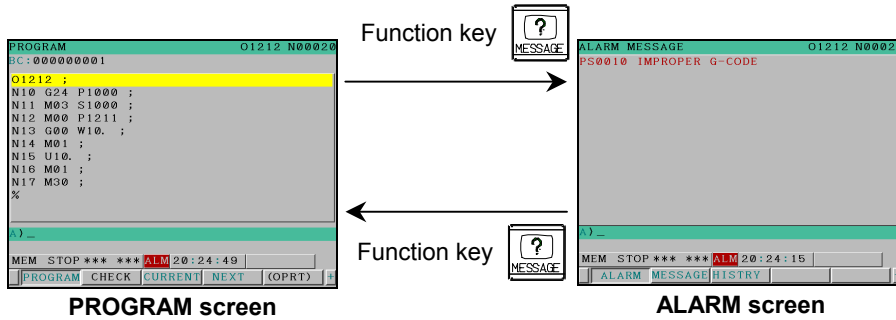 Function key
?
MESSAGE
PROGRAM O1212 N00020
BC:000000001
O1212 ;
N10 G24 P1000 ;
N11 M03 S1000 ;
N12 M00 P1211 ;
N13 G00 W10. ;
N14 M01 ;
N15 U10. ;
N16 M01 ;
N17 M30 ;
%
A)_
MEM STOP *** *** ALM 20:24:49
PROGRAM CHECK CURRENT NEXT (OPRT) +
PROGRAM screen
ALARM MESSAGE O1212 N0002
PS0010 IMPROPER G-CODE
A)_
MEM STOP *** *** ALM 20:24:15
ALARM MESSAGE HISTRY
ALARM screen
Function key
?
MESSAGE